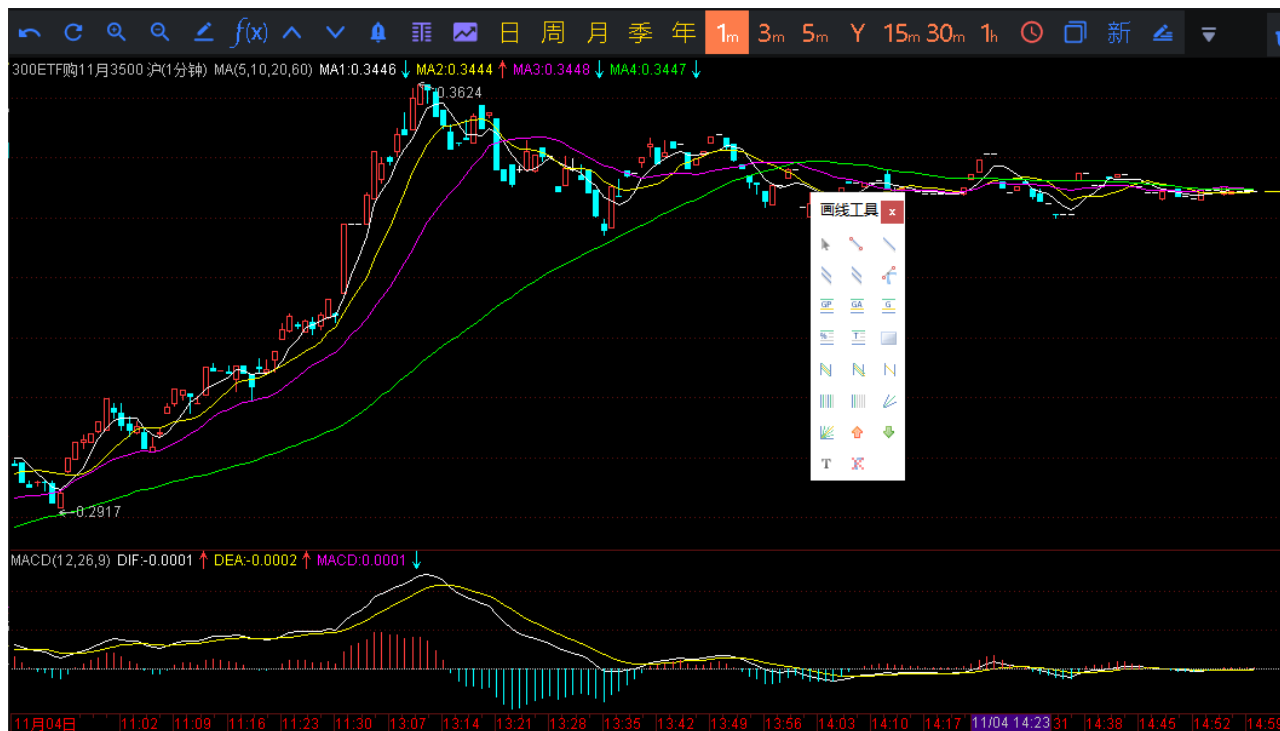 f(x) 日 周 月 季 年 1m 3m 5m Y 15m 30m 1h 新
300ETF购11月3500 沪(1分钟) MA(5,10,20,60) MA1:0.3446↓ MA2:0.3444↑ MA3:0.3448↓ MA4:0.3447↓
0.3624
画线工具 x
GP GA G
% T
T
0.2917
MACD(12,26,9) DIF:-0.0001↑ DEA:-0.0002↑ MACD:0.0001↓
11月04日 11:02 11:09 11:16 11:23 11:30 13:07 13:14 13:21 13:28 13:35 13:42 13:49 13:56 14:03 14:10 14:17 11/04 14:23 31 14:38 14:45 14:52 14:59